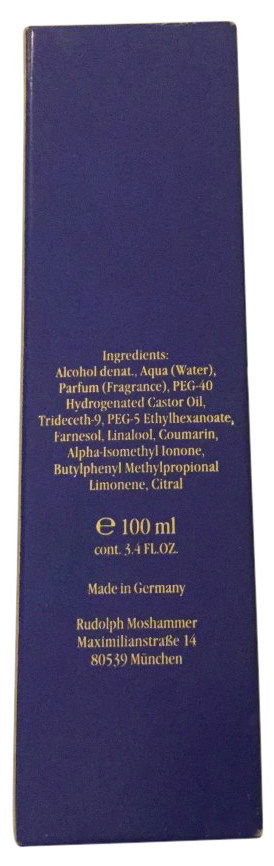 Ingredients:
Alcohol denat., Aqua (Water),
Parfum (Fragrance), PEG-40
Hydrogenated Castor Oil,
Trideceth-9, PEG-5 Ethylhexanoate,
Farnesol, Linalool, Coumarin,
Alpha-Isomethyl Ionone,
Butylphenyl Methylpropional
Limonene, Citral
℮ 100 ml
cont. 3.4 FL.OZ.
Made in Germany
Rudolph Moshammer
Maximilianstraße 14
80539 München